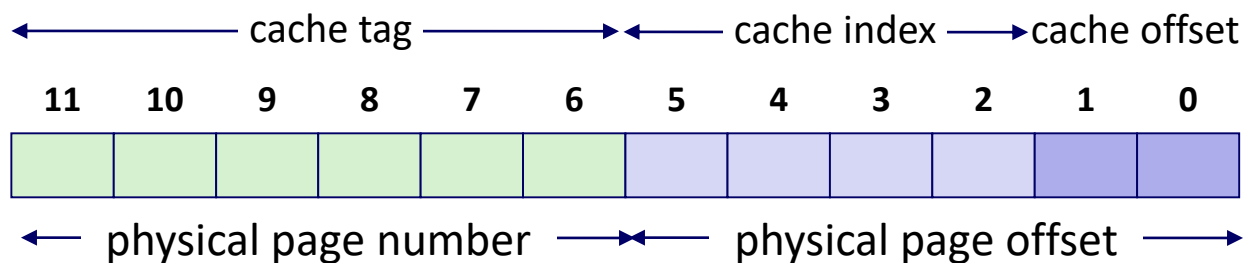 cache tag cache index cache offset
11 10 9 8 7 6 5 4 3 2 1 0
physical page number physical page offset